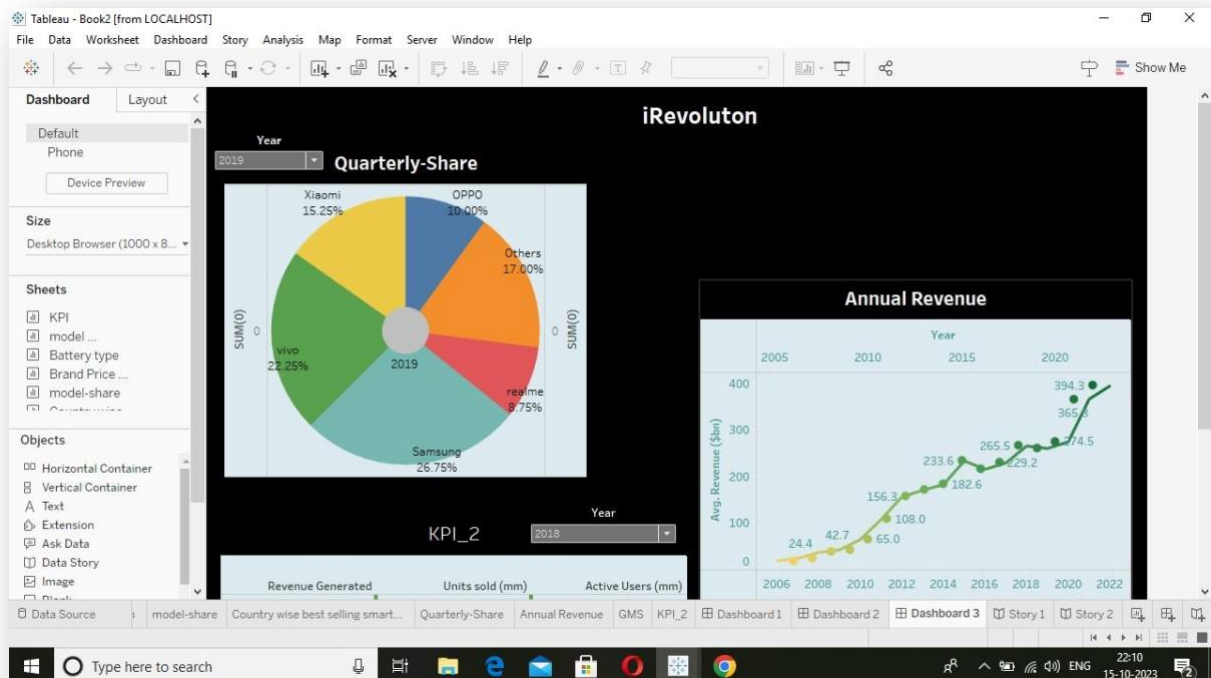 Tableau - Book2 [from LOCALHOST]
File Data Worksheet Dashboard Story Analysis Map Format Server Window Help
Show Me
Dashboard Layout
Default
Phone
Device Preview
Size
Desktop Browser (1000 x 8...
Sheets
KPI
model ...
Battery type
Brand Price ...
model-share
Objects
Horizontal Container
Vertical Container
Text
Extension
Ask Data
Data Story
Image
iRevoluton
Year
2019
Quarterly-Share
Xiaomi
15.25%
OPPO
10.00%
Others
17.00%
SUM(0)
0
0
SUM(0)
vivo
22.25%
2019
realme
8.75%
Samsung
26.75%
Annual Revenue
Year
2005 2010 2015 2020
Avg. Revenue ($bn)
400
300
200
100
0
394.3
365.8
274.5
265.5
229.2
233.6
182.6
156.3
108.0
42.7
65.0
24.4
2006 2008 2010 2012 2014 2016 2018 2020 2022
KPI_2
Year
2018
Revenue Generated Units sold (mm) Active Users (mm)
Data Source model-share Country wise best selling smart... Quarterly-Share Annual Revenue GMS KPI_2 Dashboard 1 Dashboard 2 Dashboard 3 Story 1 Story 2
Type here to search
ENG
22:10
15-10-2023
2